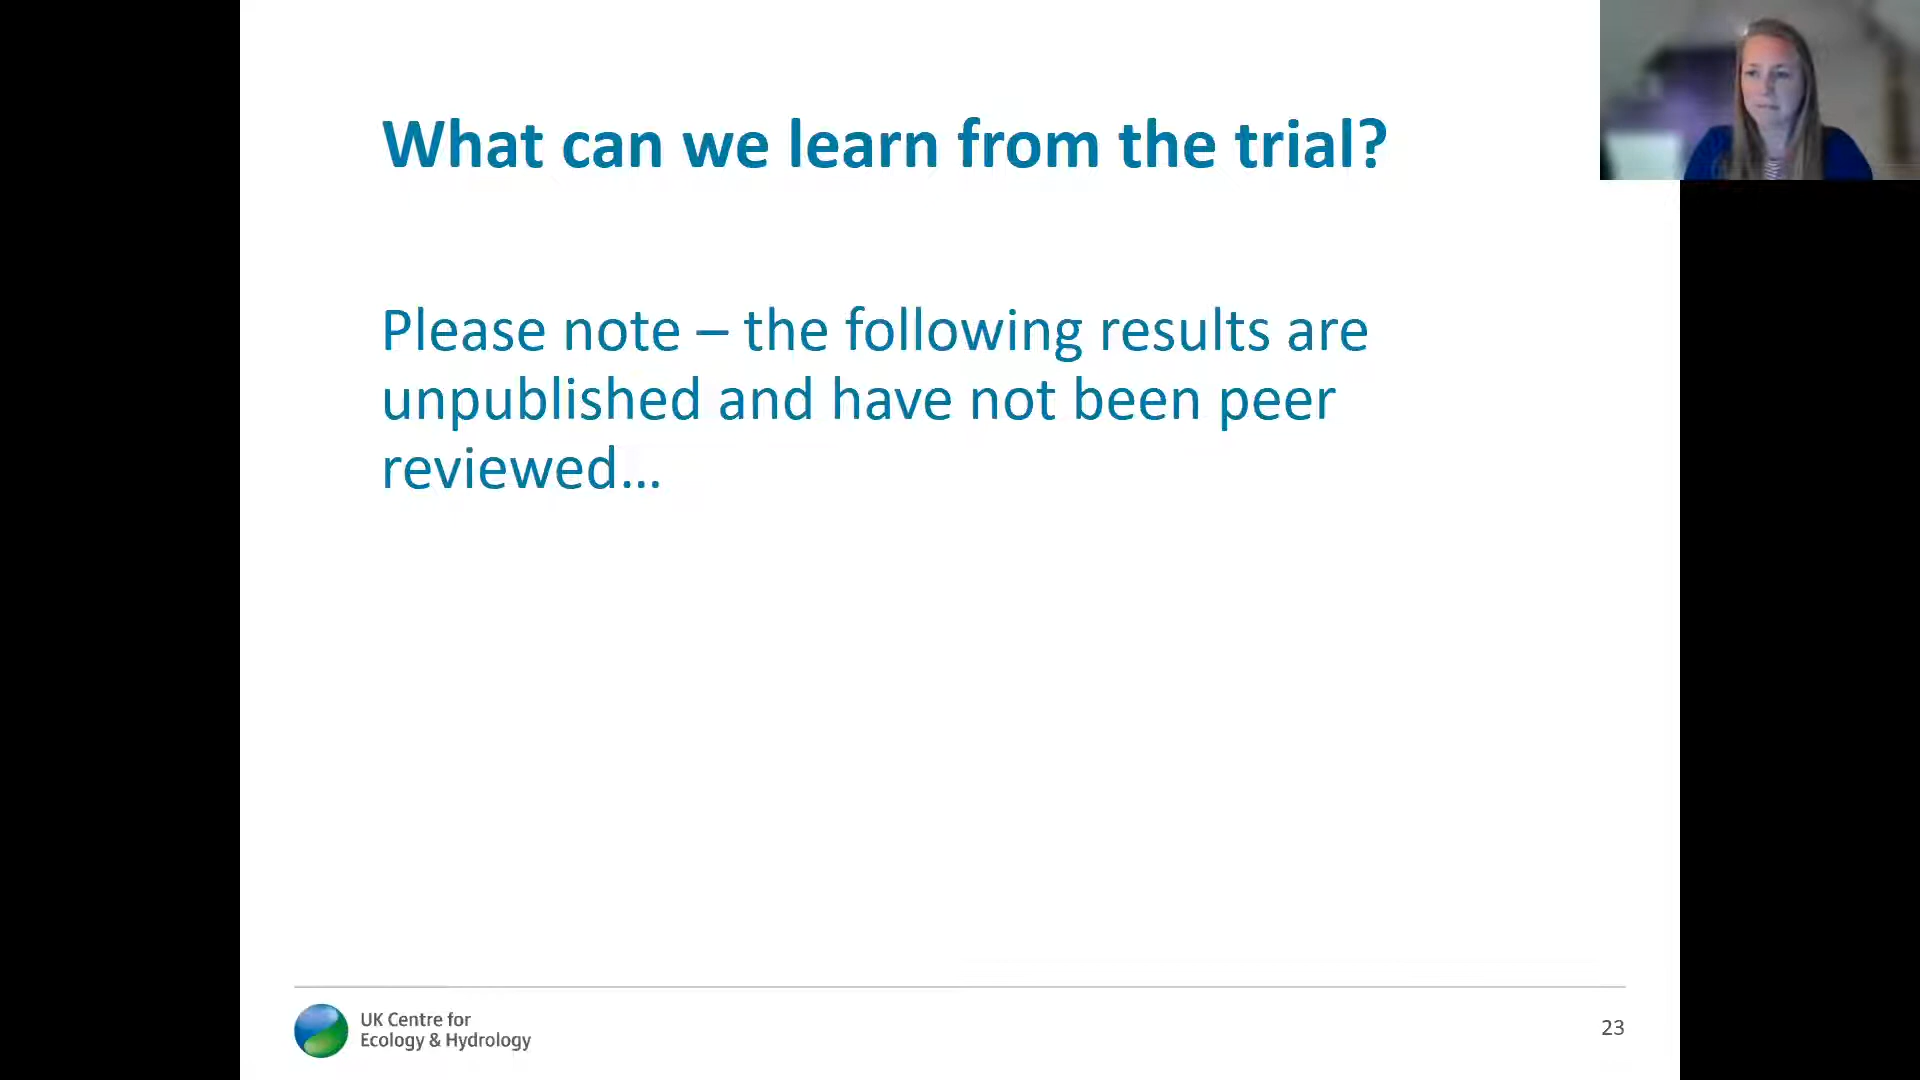 What can we learn from the trial?
Please note – the following results are
unpublished and have not been peer
reviewed...
UK Centre for
Ecology & Hydrology
23